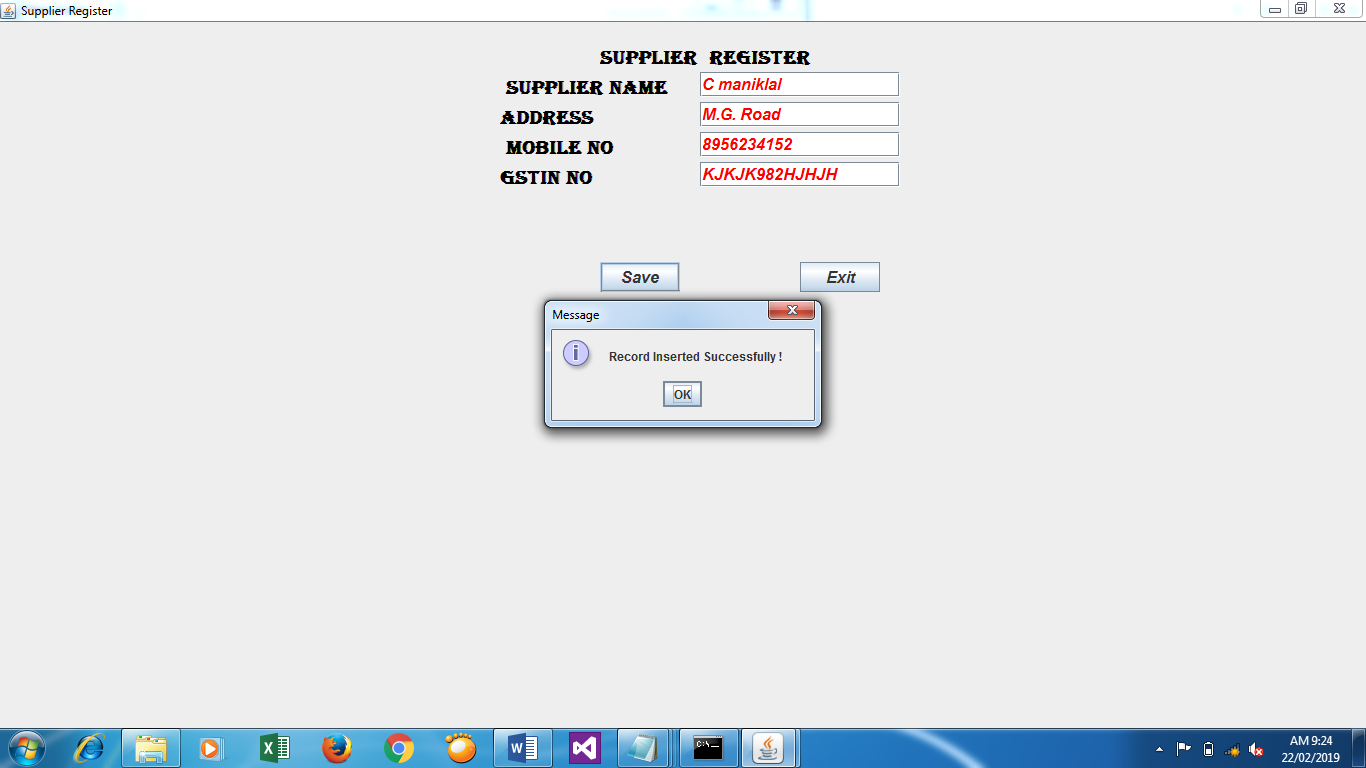 Supplier Register
SUPPLIER REGISTER
SUPPLIER NAME C maniklal
ADDRESS M.G. Road
MOBILE NO 8956234152
GSTIN NO KJKJK982HJHJH
Save Exit
Message
Record Inserted Successfully !
OK
C:\_
AM 9:24
22/02/2019